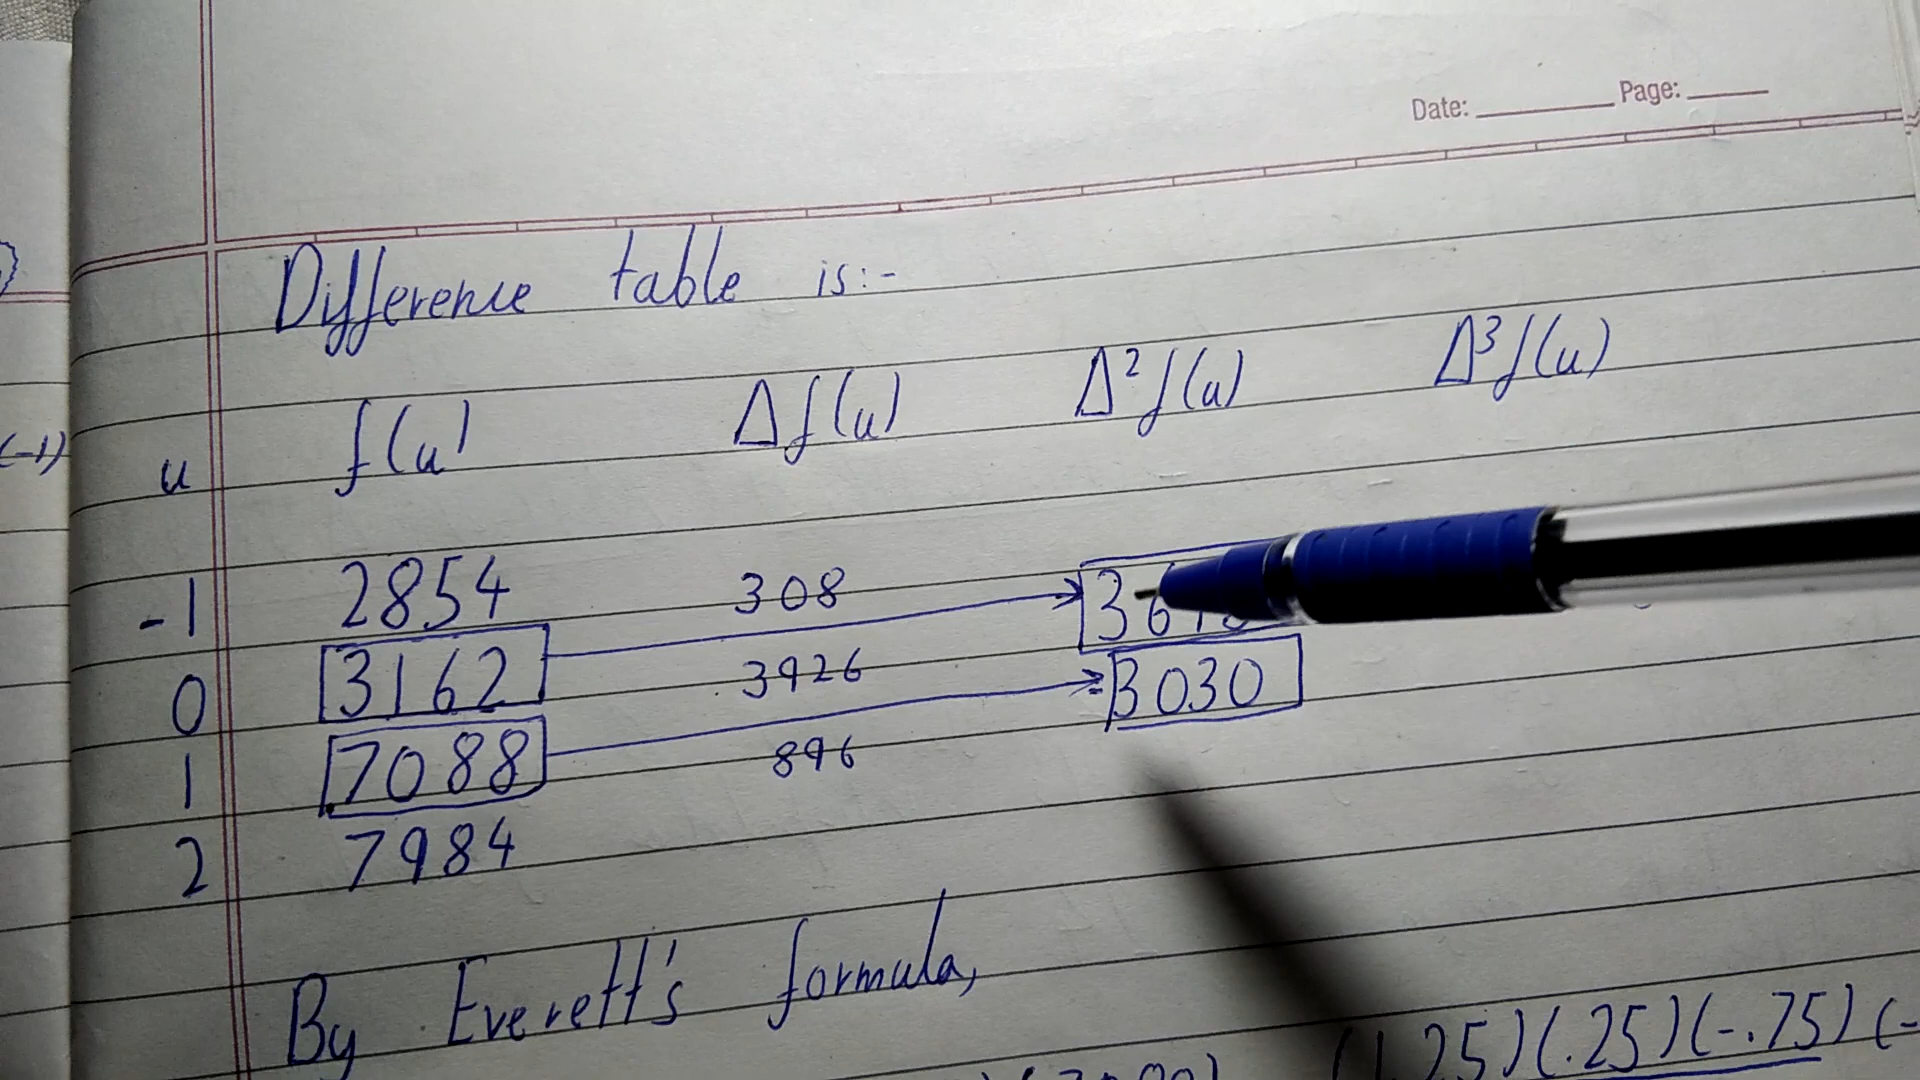 Date: Page:
Difference table is:-
u f(u) Δf(u) Δ²f(u) Δ³f(u)
(-1)
-1 2854 308
0 3162 3926 -3030
1 7088 896
2 7984
By Everett's formula,
(1.25)(.25)(-.75)(-